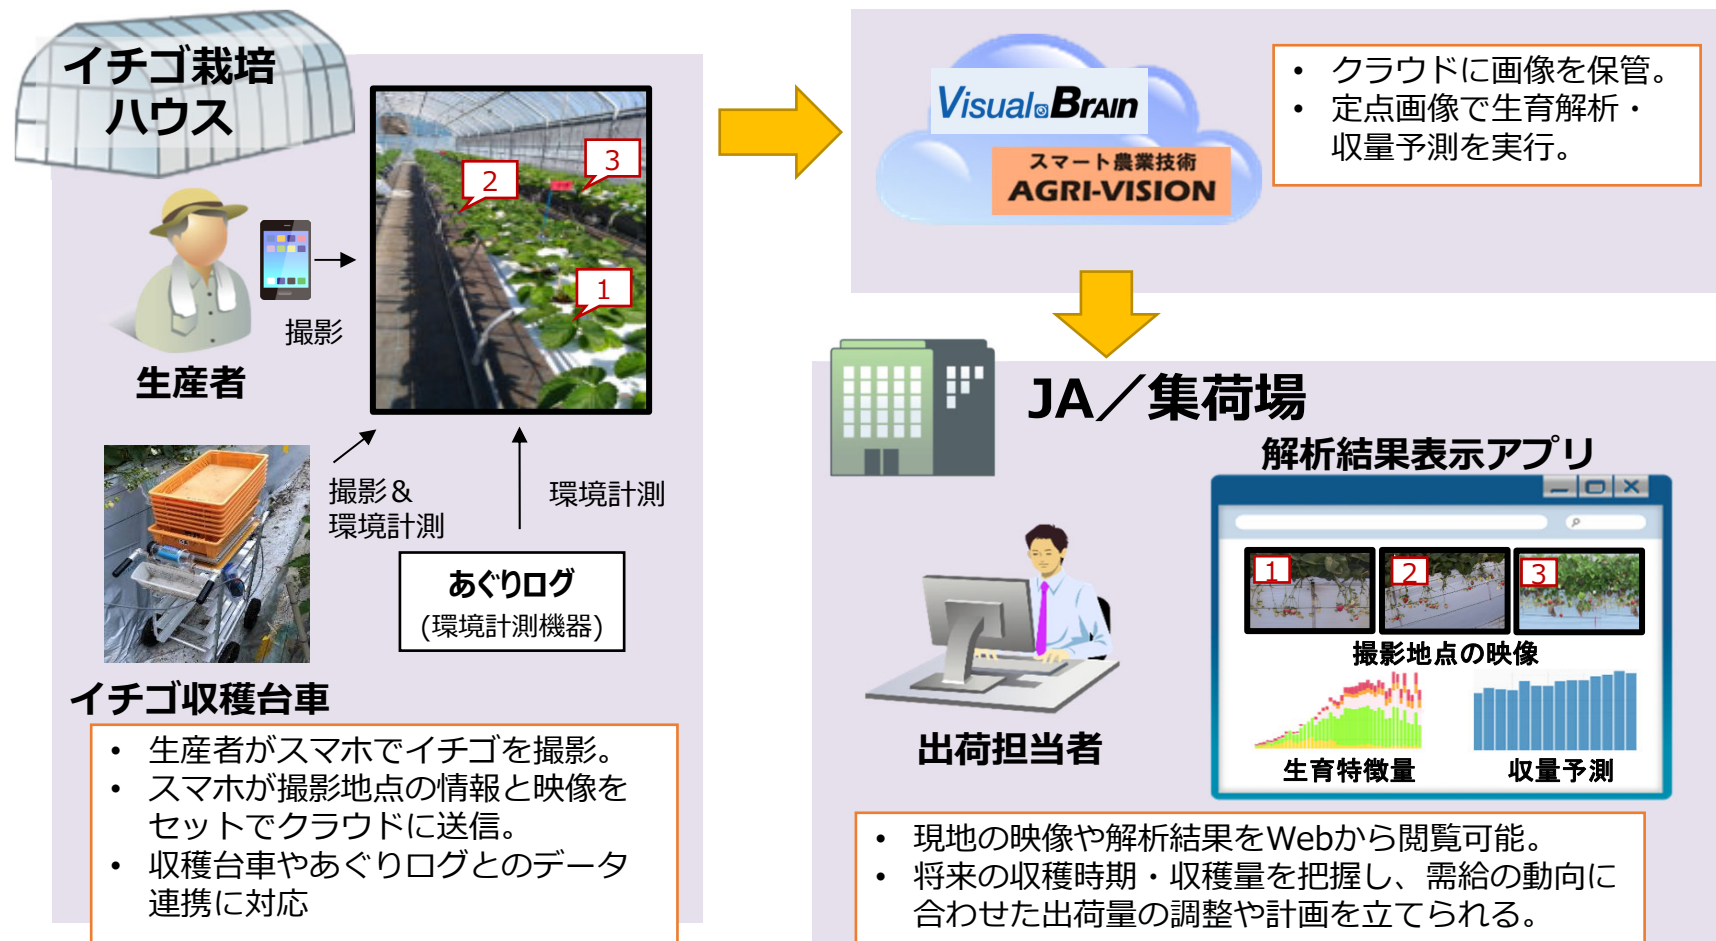 イチゴ栽培
ハウス
3
2
1
撮影
生産者
撮影&
環境計測
環境計測
あぐりログ
(環境計測機器)
イチゴ収穫台車
• 生産者がスマホでイチゴを撮影。
• スマホが撮影地点の情報と映像を
セットでクラウドに送信。
• 収穫台車やあぐりログとのデータ
連携に対応
Visual Brain
スマート農業技術
AGRI-VISION
• クラウドに画像を保管。
• 定点画像で生育解析・
収量予測を実行。
JA／集荷場
解析結果表示アプリ
1
2
3
撮影地点の映像
生育特徴量
収量予測
出荷担当者
• 現地の映像や解析結果をWebから閲覧可能。
• 将来の収穫時期・収穫量を把握し、需給の動向に
合わせた出荷量の調整や計画を立てられる。